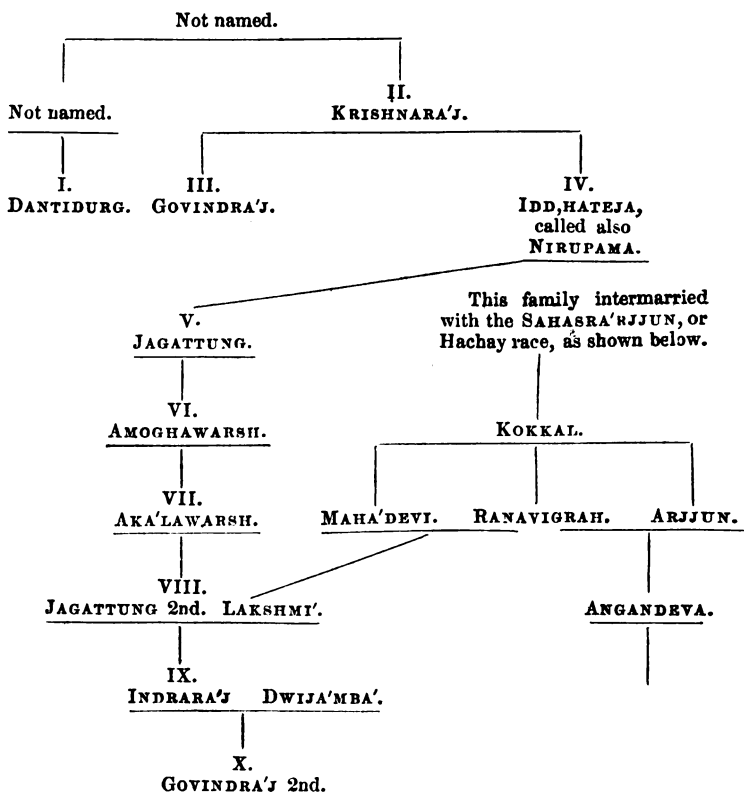 Not named.
II.
Not named. KRISHNARA'J.
I. III. IV.
DANTIDURG. GOVINDRA'J. IDD,HATEJA,
called also
NIRUPAMA.
This family intermarried
with the SAHASRA'RJJUN, or
Hachay race, as shown below.
V.
JAGATTUNG.
VI.
AMOGHAWARSH.
KOKKAL.
VII.
AKA'LAWARSH.
MAHA'DEVI. RANAVIGRAH. ARJJUN.
VIII.
JAGATTUNG 2nd. LAKSHMI'.
ANGANDEVA.
IX.
INDRARA'J DWIJA'MBA'.
X.
GOVINDRA'J 2nd.